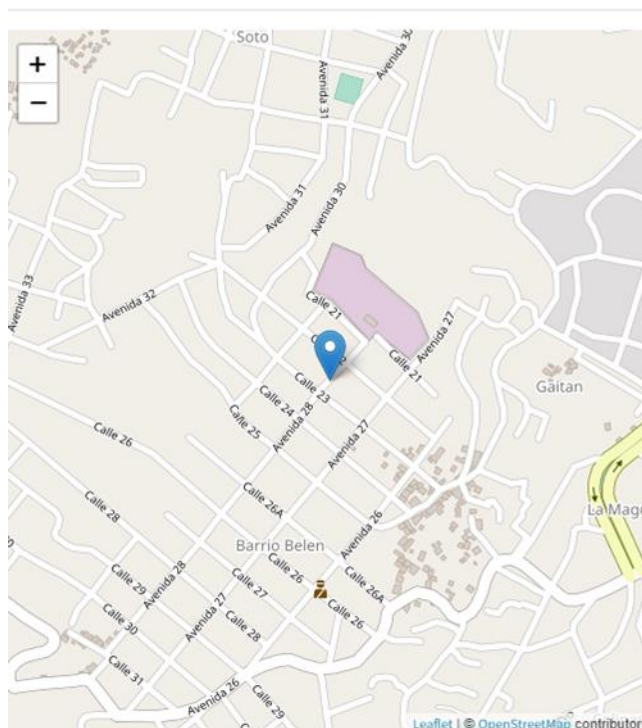 Soto
+
−
Avenida 30
Avenida 31
Avenida 31
Avenida 30
Avenida 33
Avenida 32
Calle 21
Avenida 27
Calle 21
Calle 23
Gaitan
Calle 24
Avenida 28
Calle 25
Avenida 27
Calle 26
Calle 26A
La Mag
Calle 28
Barrio Belen
Avenida 26
Calle 26
Calle 26A
Calle 29
Avenida 28
Calle 27
Calle 26
Calle 30
Avenida 27
Calle 28
Calle 31
Avenida 26
Calle 29
Leaflet | © OpenStreetMap contributor